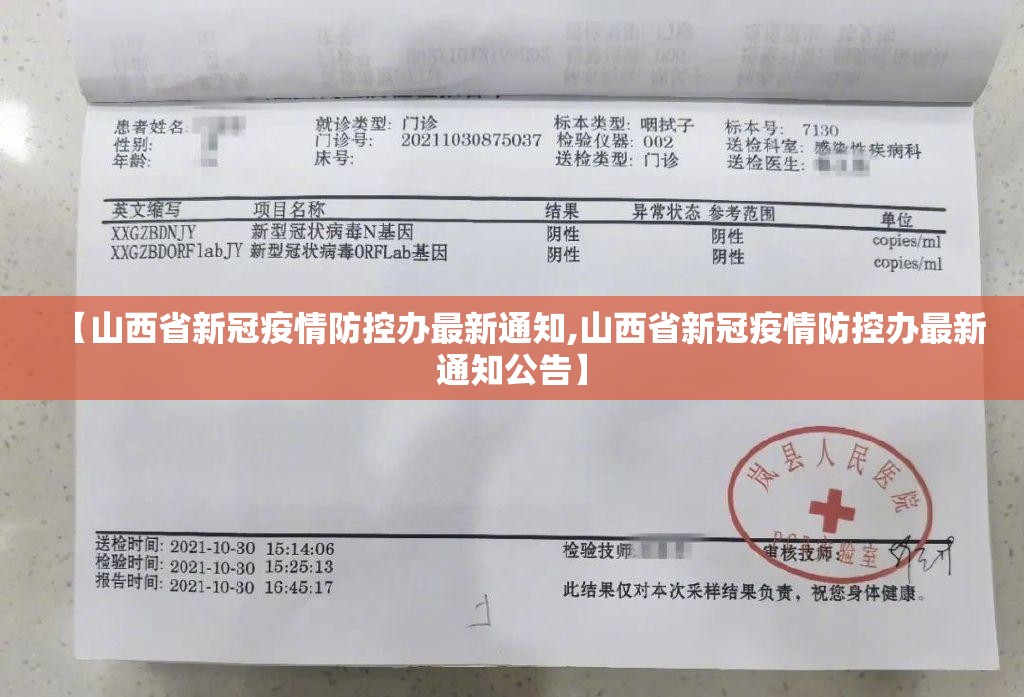 患者姓名:
就诊类型: 门诊
标本类型: 咽拭子
标本号: 7130
性别:
门诊号: 20211030875037
检验仪器: 002
送检科室: 感染性疾病科
年龄:
床号:
送检类型: 门诊
送检医生:
英文缩写 项目名称 结果 异常状态 参考范围 单位
XXGZBDNJY 新型冠状病毒N基因 阴性 阴性 copies/ml
XXGZBDORF1abJY 新型冠状病毒ORFLab基因 阴性 阴性 copies/ml
【山西省新冠疫情防控办最新通知,山西省新冠疫情防控办最新
通知公告】
岚县人民医院
验室
送检时间: 2021-10-30 15:14:06
检验时间: 2021-10-30 15:25:13
报告时间: 2021-10-30 16:45:17
检验技师:
审核技师:
此结果仅对本次采样结果负责，祝您身体健康。